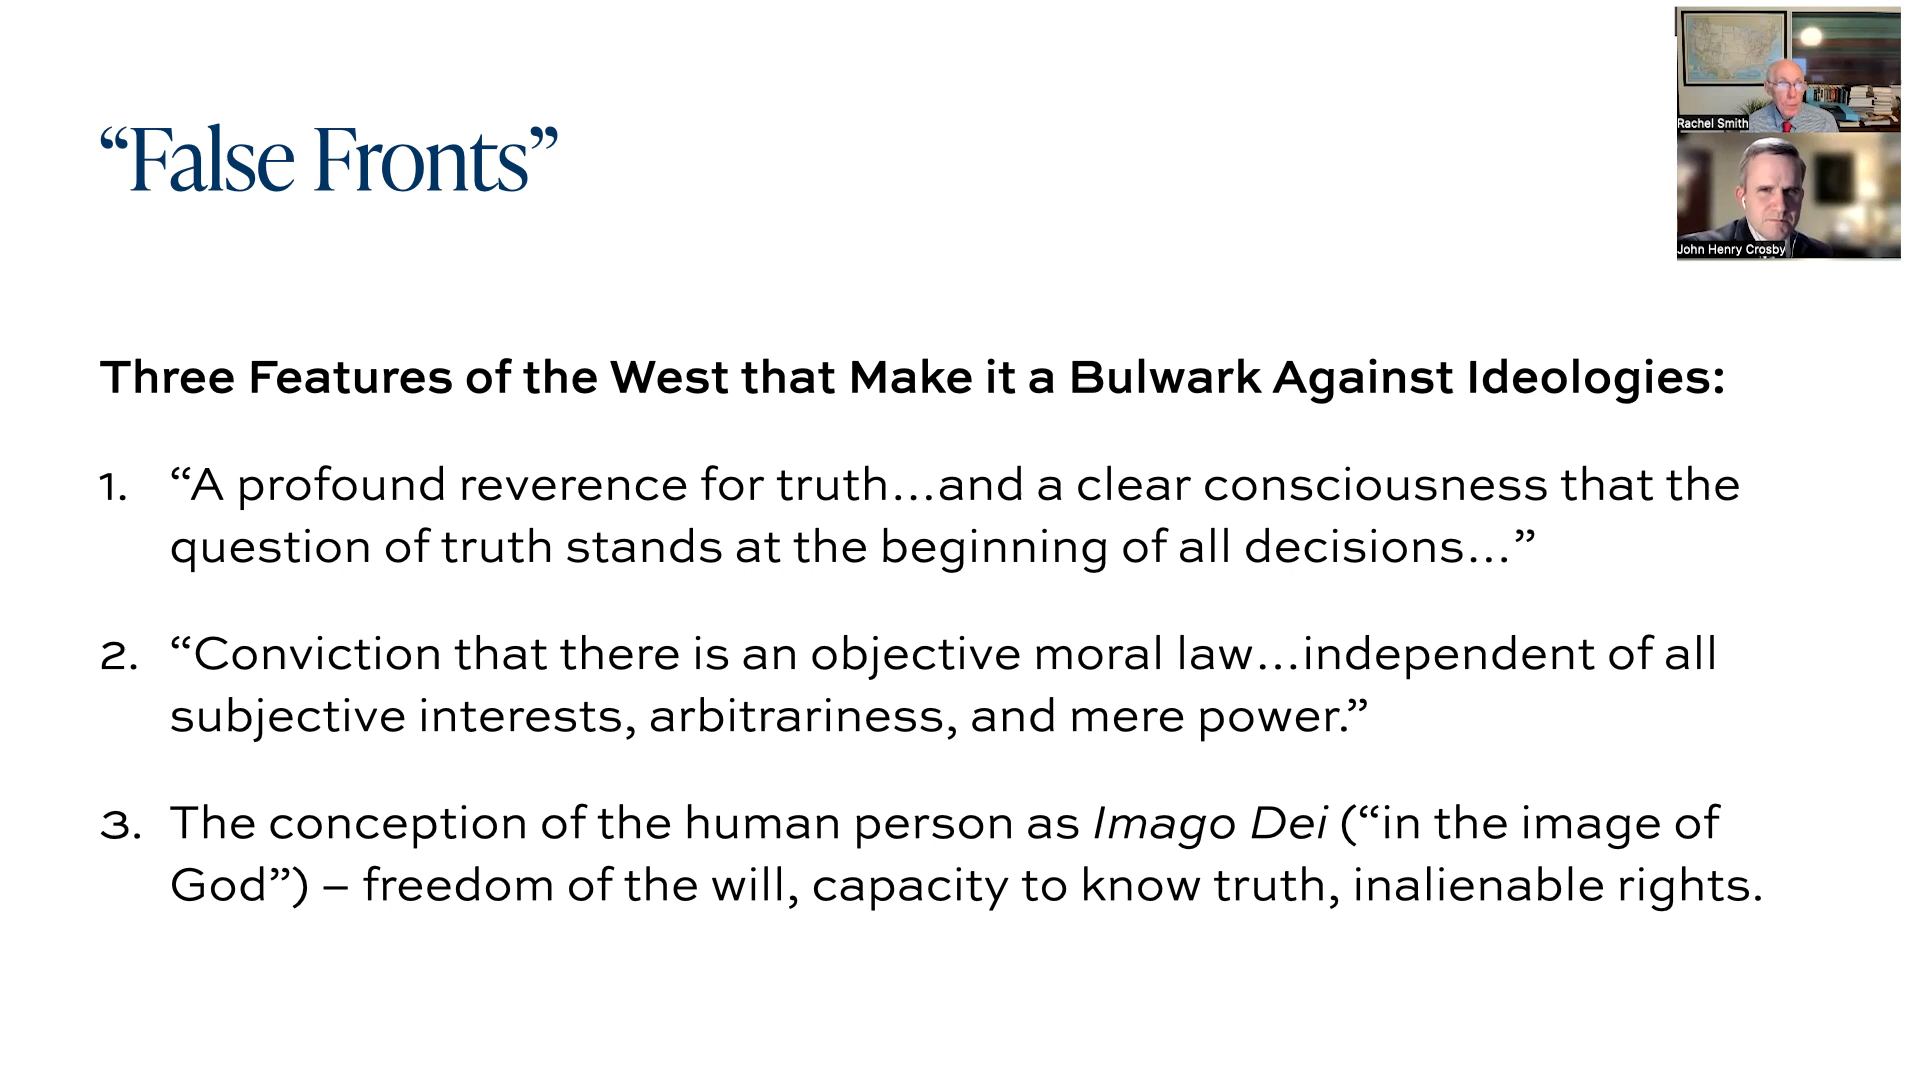 “False Fronts”
Rachel Smith
John Henry Crosby
Three Features of the West that Make it a Bulwark Against Ideologies:
1. “A profound reverence for truth…and a clear consciousness that the
question of truth stands at the beginning of all decisions…”
2. “Conviction that there is an objective moral law…independent of all
subjective interests, arbitrariness, and mere power.”
3. The conception of the human person as Imago Dei (“in the image of
God”) – freedom of the will, capacity to know truth, inalienable rights.